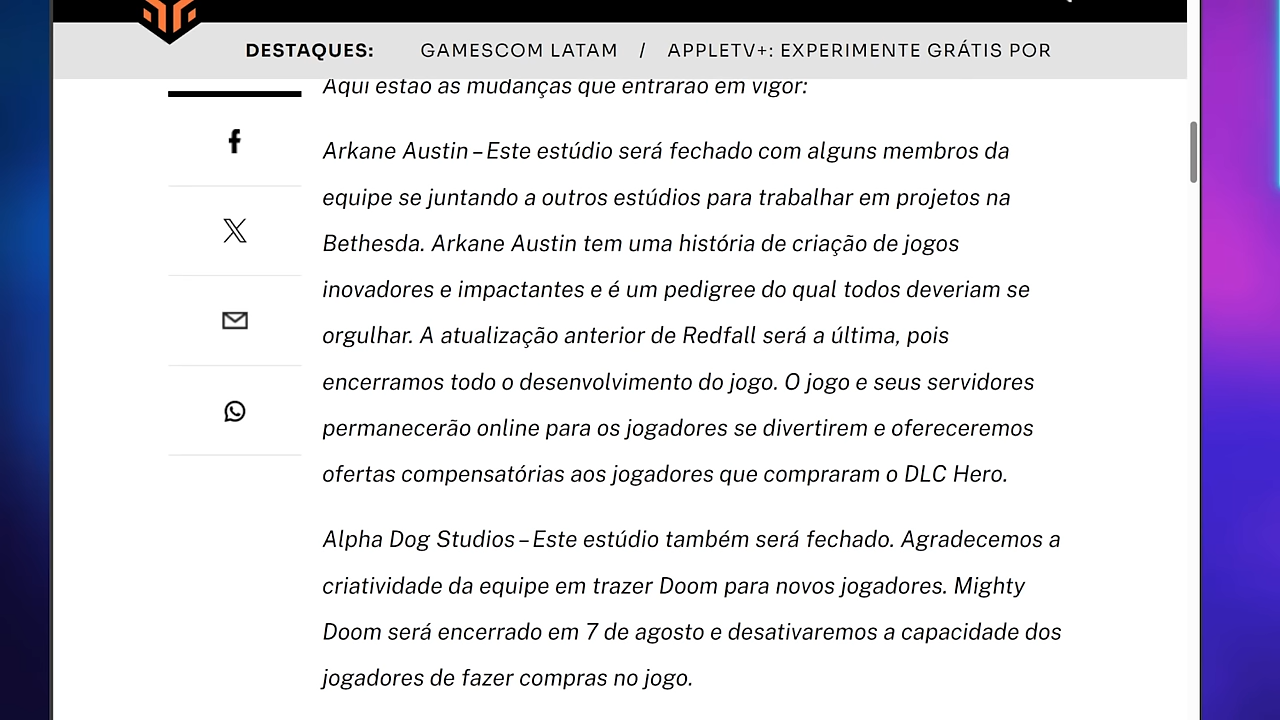 DESTAQUES: GAMESCOM LATAM / APPLETV+: EXPERIMENTE GRÁTIS POR
Aqui estão as mudanças que entrarão em vigor:
Arkane Austin – Este estúdio será fechado com alguns membros da
equipe se juntando a outros estúdios para trabalhar em projetos na
Bethesda. Arkane Austin tem uma história de criação de jogos
inovadores e impactantes e é um pedigree do qual todos deveriam se
orgulhar. A atualização anterior de Redfall será a última, pois
encerramos todo o desenvolvimento do jogo. O jogo e seus servidores
permanecerão online para os jogadores se divertirem e ofereceremos
ofertas compensatórias aos jogadores que compraram o DLC Hero.
Alpha Dog Studios – Este estúdio também será fechado. Agradecemos a
criatividade da equipe em trazer Doom para novos jogadores. Mighty
Doom será encerrado em 7 de agosto e desativaremos a capacidade dos
jogadores de fazer compras no jogo.